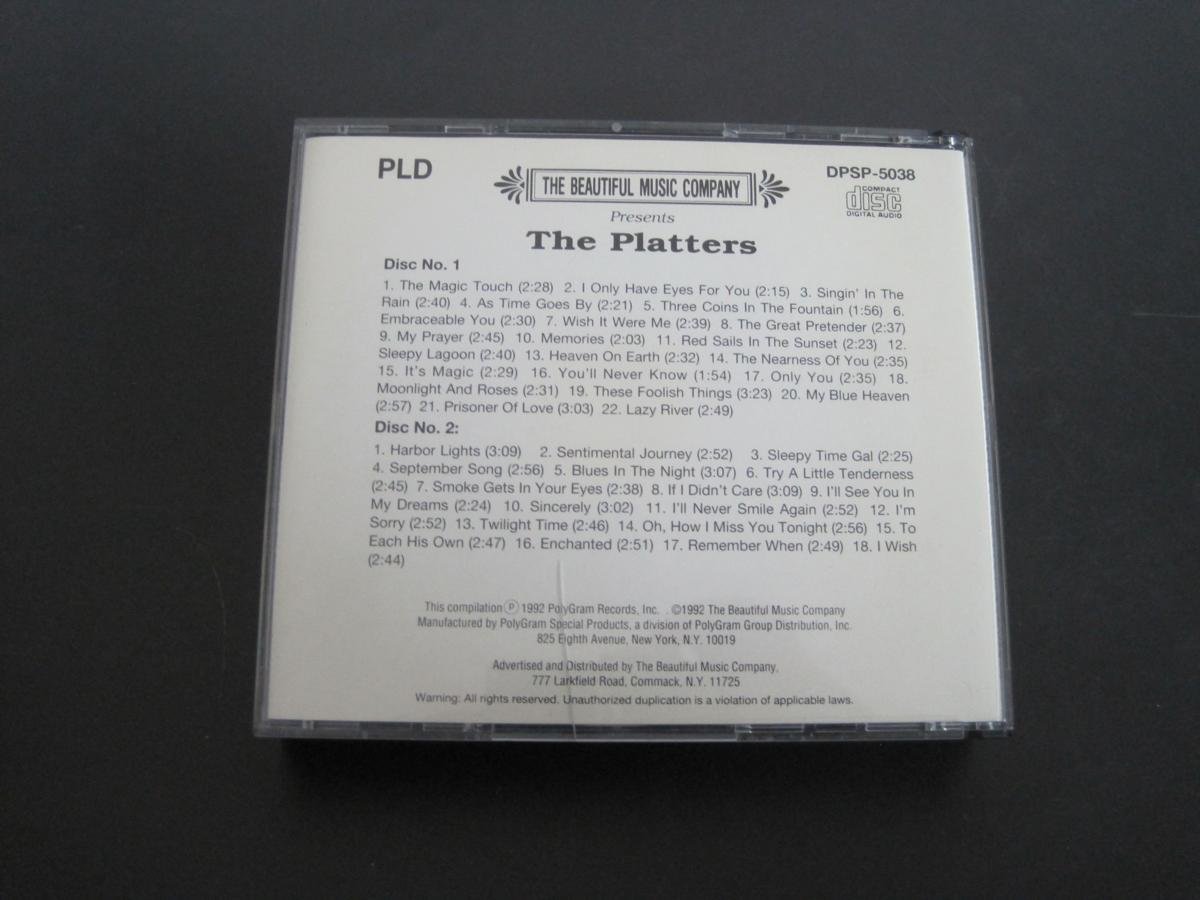 PLD
THE BEAUTIFUL MUSIC COMPANY
DPSP-5038
COMPACT
disc
DIGITAL AUDIO
Presents
The Platters
Disc No. 1
1. The Magic Touch (2:28) 2. I Only Have Eyes For You (2:15) 3. Singin' In The
Rain (2:40) 4. As Time Goes By (2:21) 5. Three Coins In The Fountain (1:56) 6.
Embraceable You (2:30) 7. Wish It Were Me (2:39) 8. The Great Pretender (2:37)
9. My Prayer (2:45) 10. Memories (2:03) 11. Red Sails In The Sunset (2:23) 12.
Sleepy Lagoon (2:40) 13. Heaven On Earth (2:32) 14. The Nearness Of You (2:35)
15. It's Magic (2:29) 16. You'll Never Know (1:54) 17. Only You (2:35) 18.
Moonlight And Roses (2:31) 19. These Foolish Things (3:23) 20. My Blue Heaven
(2:57) 21. Prisoner Of Love (3:03) 22. Lazy River (2:49)
Disc No. 2:
1. Harbor Lights (3:09) 2. Sentimental Journey (2:52) 3. Sleepy Time Gal (2:25)
4. September Song (2:56) 5. Blues In The Night (3:07) 6. Try A Little Tenderness
(2:45) 7. Smoke Gets In Your Eyes (2:38) 8. If I Didn't Care (3:09) 9. I'll See You In
My Dreams (2:24) 10. Sincerely (3:02) 11. I'll Never Smile Again (2:52) 12. I'm
Sorry (2:52) 13. Twilight Time (2:46) 14. Oh, How I Miss You Tonight (2:56) 15. To
Each His Own (2:47) 16. Enchanted (2:51) 17. Remember When (2:49) 18. I Wish
(2:44)
This compilation Ⓟ 1992 PolyGram Records, Inc. ©1992 The Beautiful Music Company
Manufactured by PolyGram Special Products, a division of PolyGram Group Distribution, Inc.
825 Eighth Avenue, New York, N.Y. 10019
Advertised and Distributed by The Beautiful Music Company,
777 Larkfield Road, Commack, N.Y. 11725
Warning: All rights reserved. Unauthorized duplication is a violation of applicable laws.